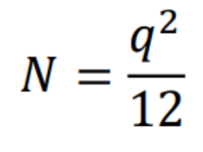 N = q²/12